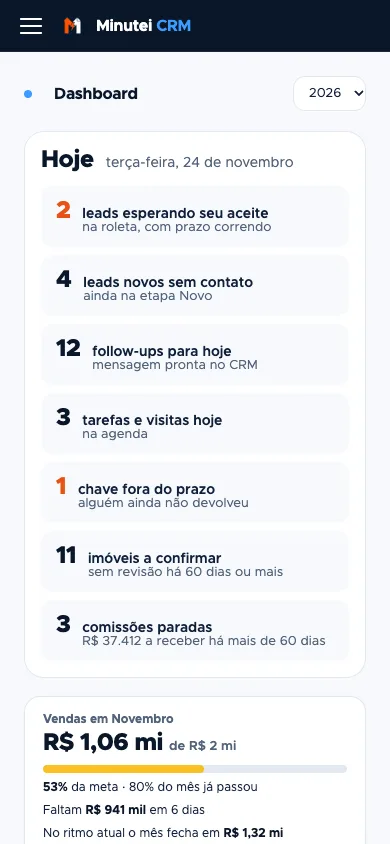 Minutei CRM
Dashboard
2026
Hoje terça-feira, 24 de novembro
2 leads esperando seu aceite
na roleta, com prazo correndo
4 leads novos sem contato
ainda na etapa Novo
12 follow-ups para hoje
mensagem pronta no CRM
3 tarefas e visitas hoje
na agenda
1 chave fora do prazo
alguém ainda não devolveu
11 imóveis a confirmar
sem revisão há 60 dias ou mais
3 comissões paradas
R$ 37.412 a receber há mais de 60 dias
Vendas em Novembro
R$ 1,06 mi de R$ 2 mi
53% da meta · 80% do mês já passou
Faltam R$ 941 mil em 6 dias
No ritmo atual o mês fecha em R$ 1,32 mi